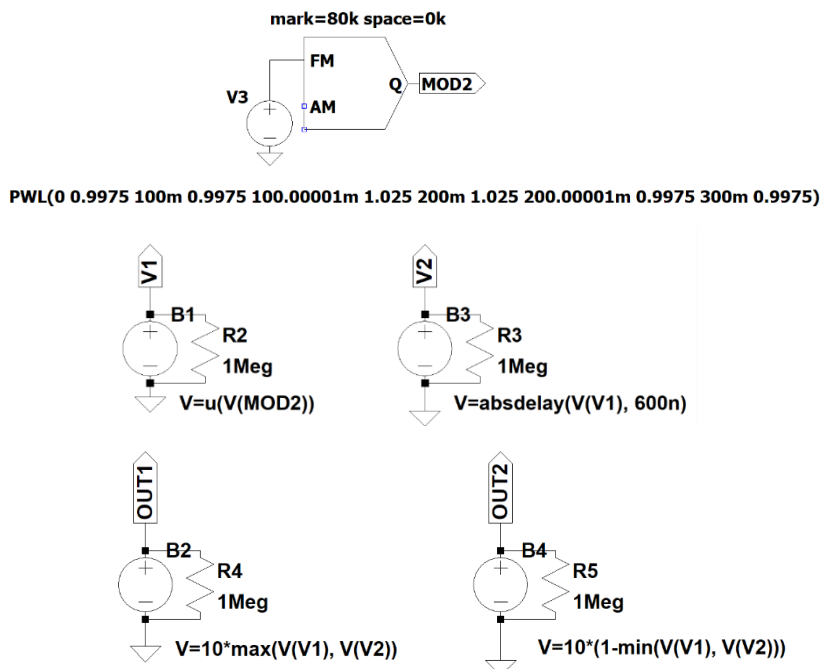 mark=80k space=0k
FM
V3
AM
Q
MOD2
PWL(0 0.9975 100m 0.9975 100.00001m 1.025 200m 1.025 200.00001m 0.9975 300m 0.9975)
V1
B1
R2
1Meg
V=u(V(MOD2))
V2
B3
R3
1Meg
V=absdelay(V(V1), 600n)
OUT1
B2
R4
1Meg
V=10*max(V(V1), V(V2))
OUT2
B4
R5
1Meg
V=10*(1-min(V(V1), V(V2)))